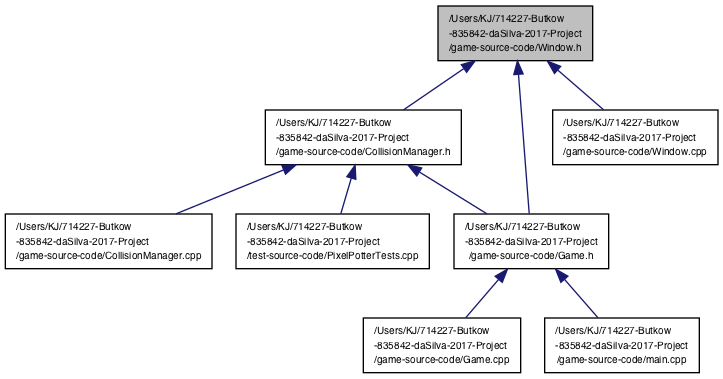 /Users/KJ/714227-Butkow
-835842-daSilva-2017-Project
/game-source-code/Window.h
/Users/KJ/714227-Butkow
-835842-daSilva-2017-Project
/game-source-code/CollisionManager.h
/Users/KJ/714227-Butkow
-835842-daSilva-2017-Project
/game-source-code/Window.cpp
/Users/KJ/714227-Butkow
-835842-daSilva-2017-Project
/game-source-code/CollisionManager.cpp
/Users/KJ/714227-Butkow
-835842-daSilva-2017-Project
/test-source-code/PixelPotterTests.cpp
/Users/KJ/714227-Butkow
-835842-daSilva-2017-Project
/game-source-code/Game.h
/Users/KJ/714227-Butkow
-835842-daSilva-2017-Project
/game-source-code/Game.cpp
/Users/KJ/714227-Butkow
-835842-daSilva-2017-Project
/game-source-code/main.cpp